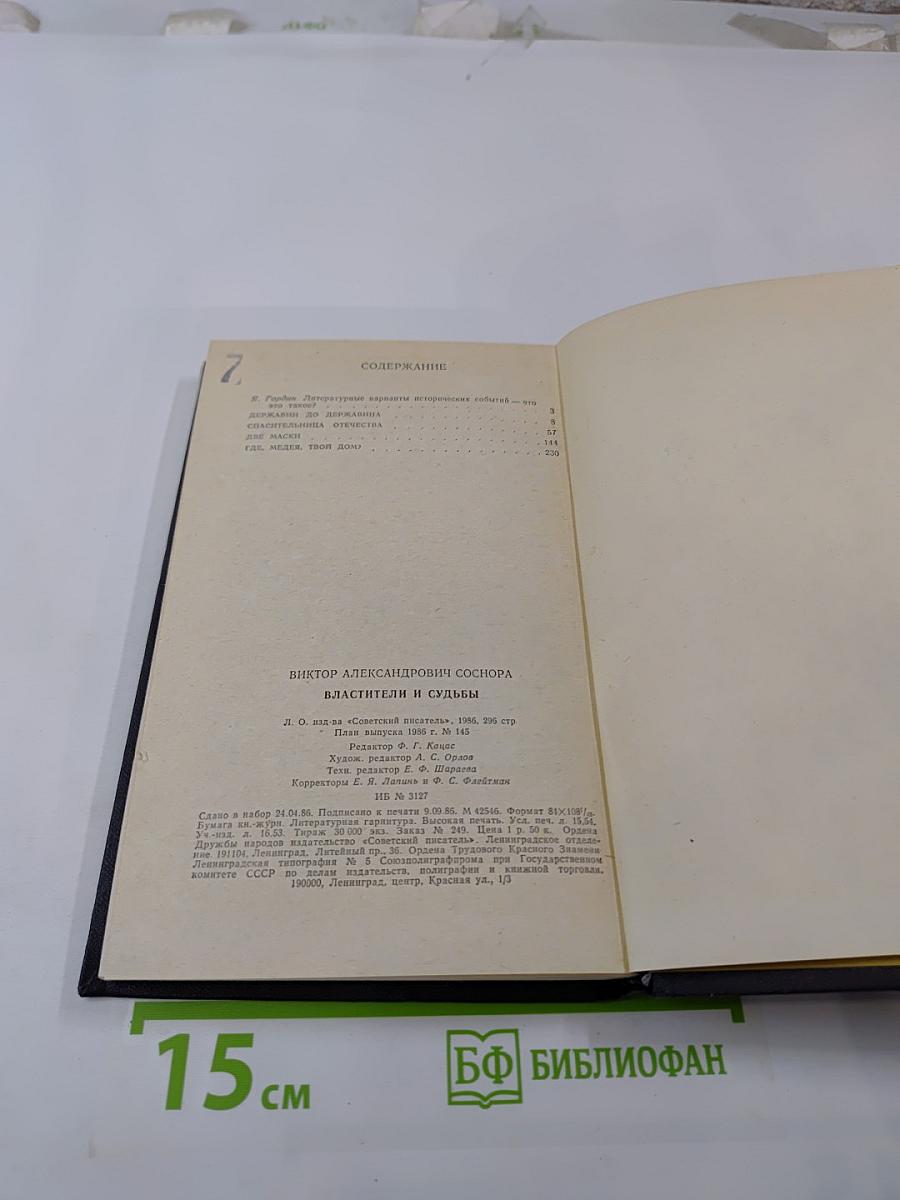 7
СОДЕРЖАНИЕ
Я. Гордин. Литературные варианты исторических событий — что
это такое? . . . . . . . . . . . . . . . . 3
ДЕРЖАВИН ДО ДЕРЖАВИНА . . . . . . . . . . . 8
СПАСИТЕЛЬНИЦА ОТЕЧЕСТВА . . . . . . . . . . . 57
ДВЕ МАСКИ . . . . . . . . . . . . . . . . 144
ГДЕ, МЕДЕЯ, ТВОЙ ДОМ? . . . . . . . . . . . . 230
ВИКТОР АЛЕКСАНДРОВИЧ СОСНОРА
ВЛАСТИТЕЛИ И СУДЬБЫ
Л. О. изд-ва «Советский писатель», 1986, 296 стр.
План выпуска 1986 г. № 145
Редактор Ф. Г. Кацас
Худож. редактор А. С. Орлов
Техн. редактор Е. Ф. Шараева
Корректоры Е. Я. Лапинь и Ф. С. Флейтман
ИБ № 3127
Сдано в набор 24.04.86. Подписано к печати 9.09.86. М 42546. Формат 84×108¹/₃₂.
Бумага кн.-журн. Литературная гарнитура. Высокая печать. Усл. печ. л. 15,54.
Уч.-изд. л. 16,53. Тираж 30 000 экз. Заказ № 249. Цена 1 р. 50 к. Ордена
Дружбы народов издательство «Советский писатель». Ленинградское отделе-
ние. 191104, Ленинград, Литейный пр., 36. Ордена Трудового Красного Знамени
Ленинградская типография № 5 Союзполиграфпрома при Государственном
комитете СССР по делам издательств, полиграфии и книжной торговли.
190000, Ленинград, центр, Красная ул., 1/3
15 см
БФ БИБЛИОФАН